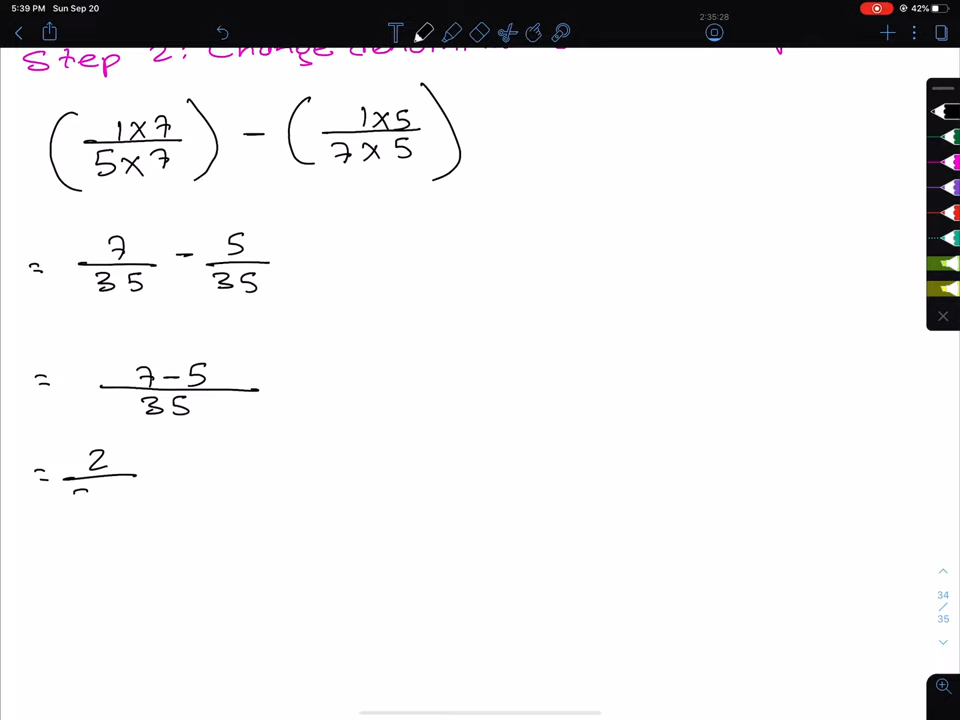 5:39 PM Sun Sep 20
2:35:28
42%
T
Step 2: Change
(1x7 / 5x7) - (1x5 / 7x5)
= 7/35 - 5/35
= 7-5 / 35
= 2 /
34
/
35